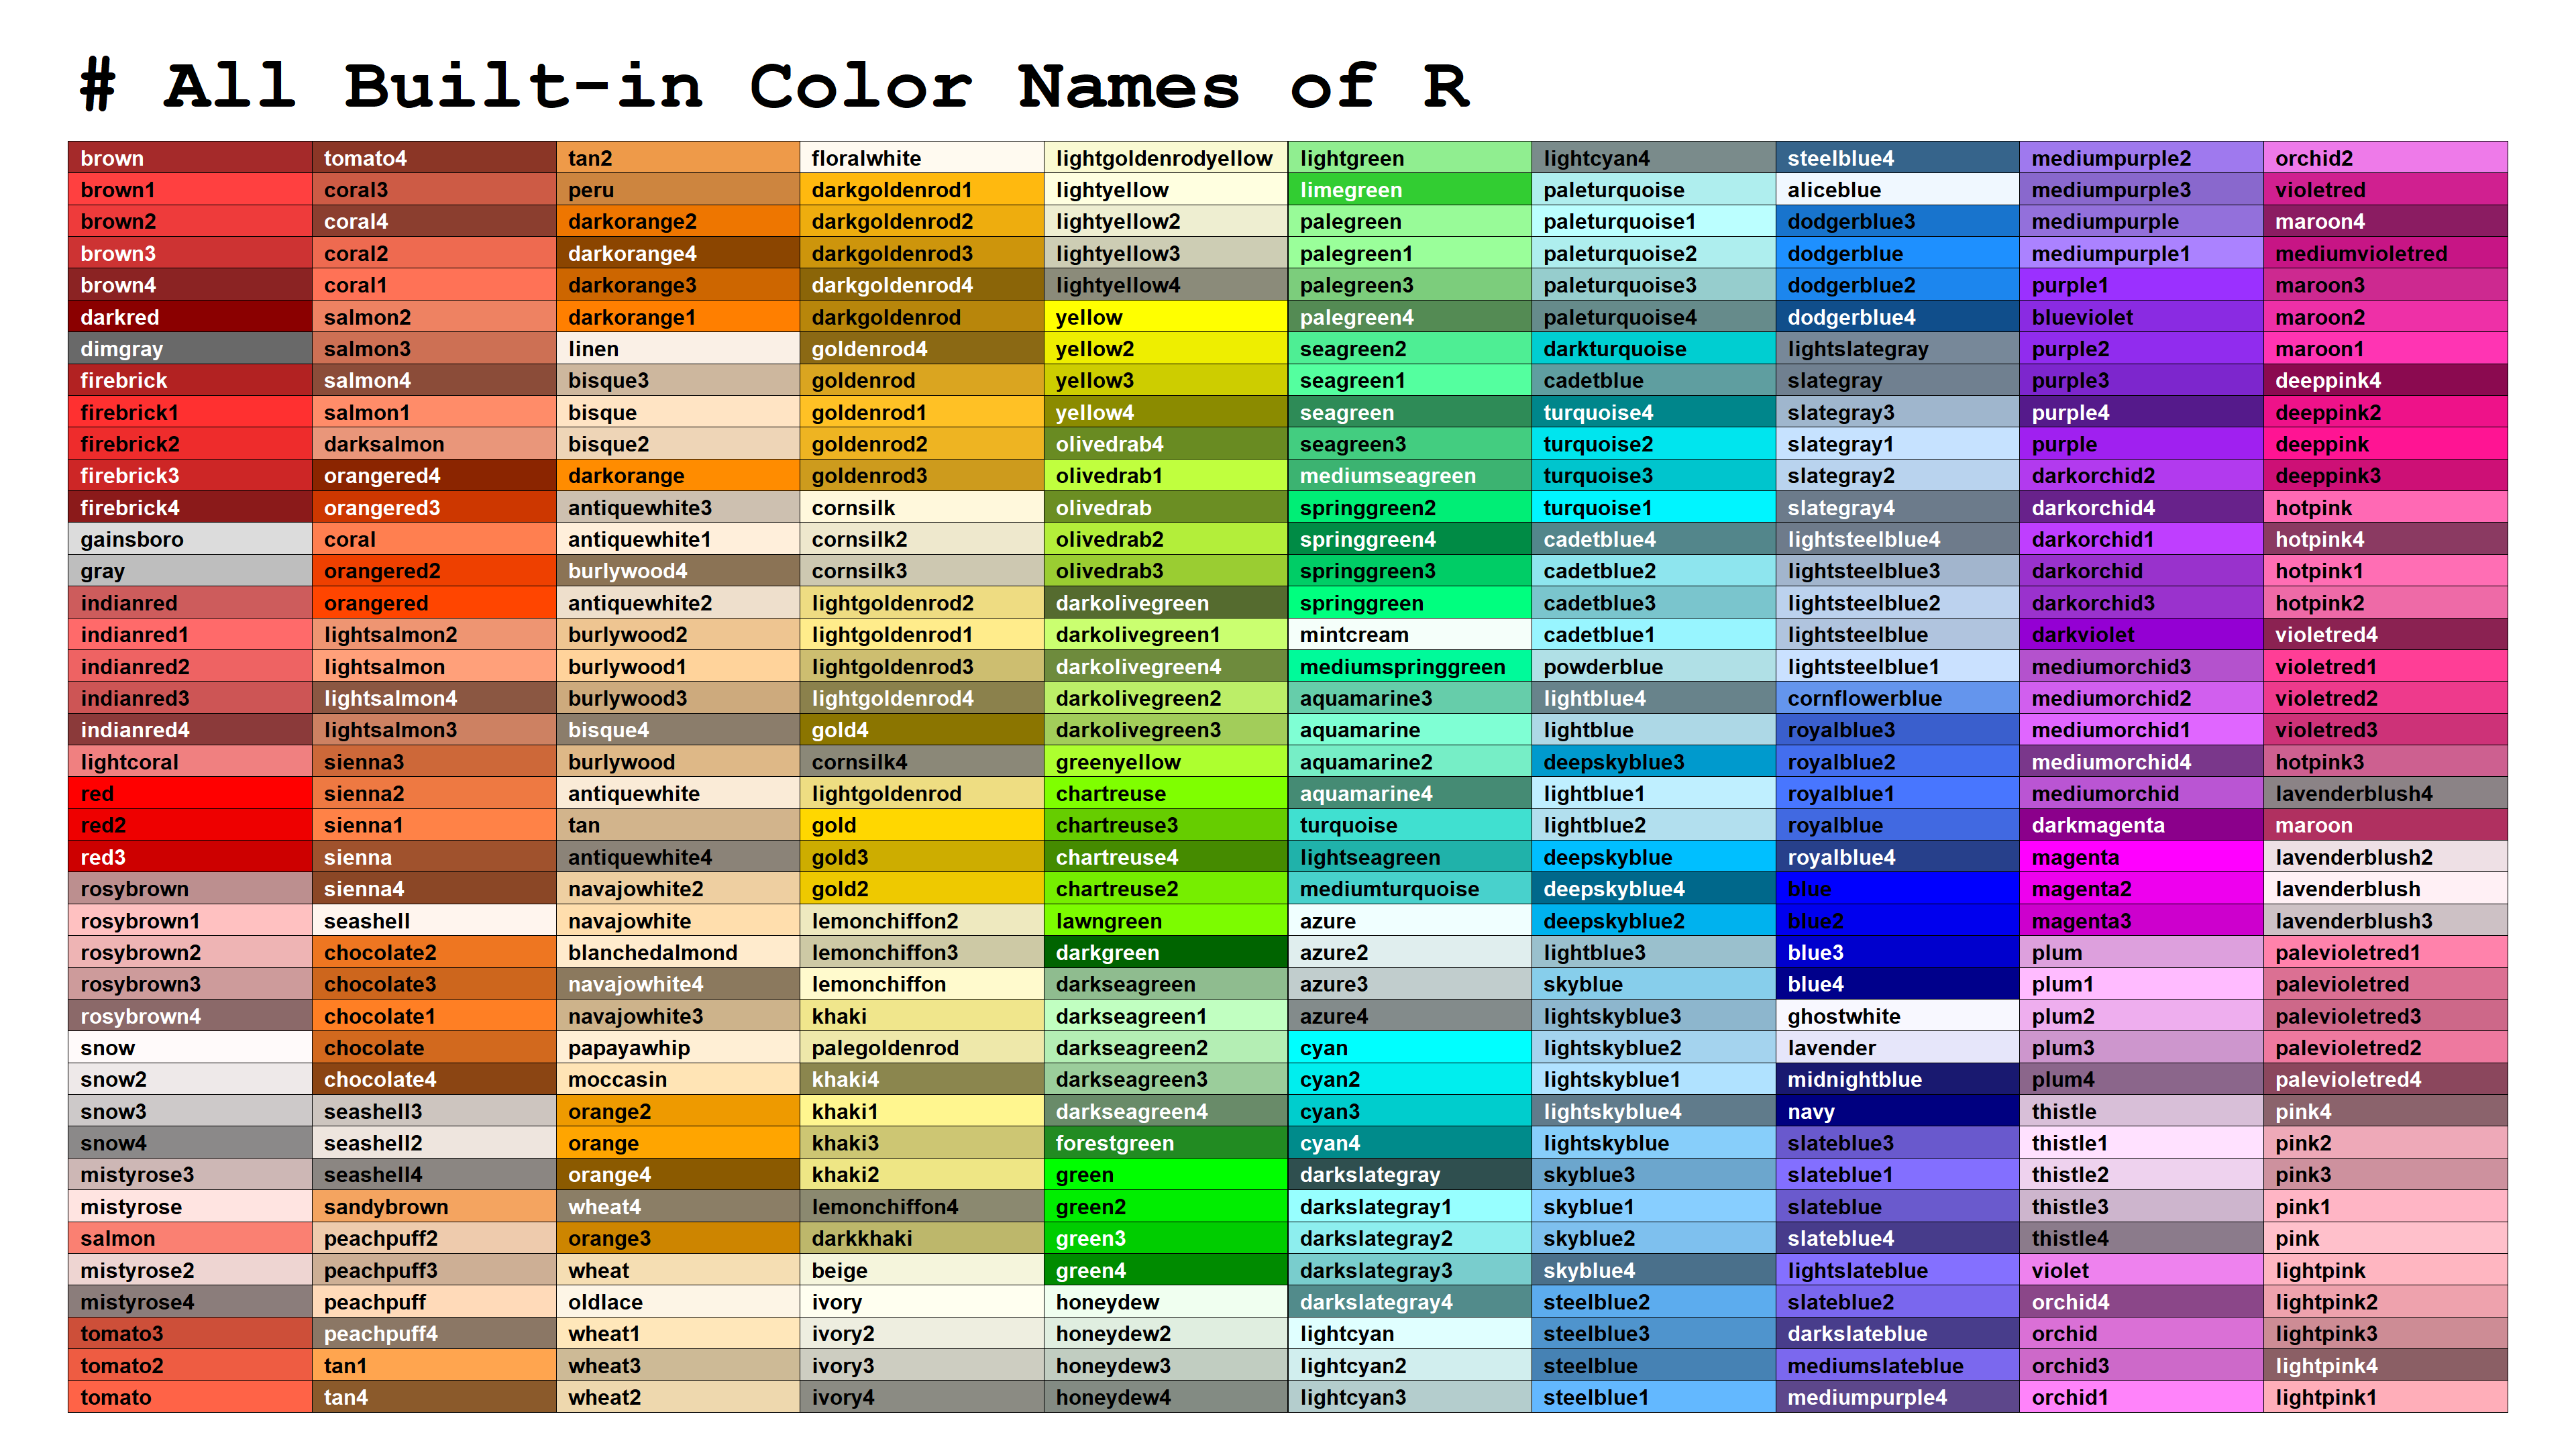 # All Built-in Color Names of R
brown tomato4 tan2 floralwhite lightgoldenrodyellow lightgreen lightcyan4 steelblue4 mediumpurple2 orchid2
brown1 coral3 peru darkgoldenrod1 lightyellow limegreen paleturquoise aliceblue mediumpurple3 violetred
brown2 coral4 darkorange2 darkgoldenrod2 lightyellow2 palegreen paleturquoise1 dodgerblue3 mediumpurple maroon4
brown3 coral2 darkorange4 darkgoldenrod3 lightyellow3 palegreen1 paleturquoise2 dodgerblue mediumpurple1 mediumvioletred
brown4 coral1 darkorange3 darkgoldenrod4 lightyellow4 palegreen3 paleturquoise3 dodgerblue2 purple1 maroon3
darkred salmon2 darkorange1 darkgoldenrod yellow palegreen4 paleturquoise4 dodgerblue4 blueviolet maroon2
dimgray salmon3 linen goldenrod4 yellow2 seagreen2 darkturquoise lightslategray purple2 maroon1
firebrick salmon4 bisque3 goldenrod yellow3 seagreen1 cadetblue slategray purple3 deeppink4
firebrick1 salmon1 bisque goldenrod1 yellow4 seagreen turquoise4 slategray3 purple4 deeppink2
firebrick2 darksalmon bisque2 goldenrod2 olivedrab4 seagreen3 turquoise2 slategray1 purple deeppink
firebrick3 orangered4 darkorange goldenrod3 olivedrab1 mediumseagreen turquoise3 slategray2 darkorchid2 deeppink3
firebrick4 orangered3 antiquewhite3 cornsilk olivedrab springgreen2 turquoise1 slategray4 darkorchid4 hotpink
gainsboro coral antiquewhite1 cornsilk2 olivedrab2 springgreen4 cadetblue4 lightsteelblue4 darkorchid1 hotpink4
gray orangered2 burlywood4 cornsilk3 olivedrab3 springgreen3 cadetblue2 lightsteelblue3 darkorchid hotpink1
indianred orangered antiquewhite2 lightgoldenrod2 darkolivegreen springgreen cadetblue3 lightsteelblue2 darkorchid3 hotpink2
indianred1 lightsalmon2 burlywood2 lightgoldenrod1 darkolivegreen1 mintcream cadetblue1 lightsteelblue darkviolet violetred4
indianred2 lightsalmon burlywood1 lightgoldenrod3 darkolivegreen4 mediumspringgreen powderblue lightsteelblue1 mediumorchid3 violetred1
indianred3 lightsalmon4 burlywood3 lightgoldenrod4 darkolivegreen2 aquamarine3 lightblue4 cornflowerblue mediumorchid2 violetred2
indianred4 lightsalmon3 bisque4 gold4 darkolivegreen3 aquamarine lightblue royalblue3 mediumorchid1 violetred3
lightcoral sienna3 burlywood cornsilk4 greenyellow aquamarine2 deepskyblue3 royalblue2 mediumorchid4 hotpink3
red sienna2 antiquewhite lightgoldenrod chartreuse aquamarine4 lightblue1 royalblue1 mediumorchid lavenderblush4
red2 sienna1 tan gold chartreuse3 turquoise lightblue2 royalblue darkmagenta maroon
red3 sienna antiquewhite4 gold3 chartreuse4 lightseagreen deepskyblue royalblue4 magenta lavenderblush2
rosybrown sienna4 navajowhite2 gold2 chartreuse2 mediumturquoise deepskyblue4 blue magenta2 lavenderblush
rosybrown1 seashell navajowhite lemonchiffon2 lawngreen azure deepskyblue2 blue2 magenta3 lavenderblush3
rosybrown2 chocolate2 blanchedalmond lemonchiffon3 darkgreen azure2 lightblue3 blue3 plum palevioletred1
rosybrown3 chocolate3 navajowhite4 lemonchiffon darkseagreen azure3 skyblue blue4 plum1 palevioletred
rosybrown4 chocolate1 navajowhite3 khaki darkseagreen1 azure4 lightskyblue3 ghostwhite plum2 palevioletred3
snow chocolate papayawhip palegoldenrod darkseagreen2 cyan lightskyblue2 lavender plum3 palevioletred2
snow2 chocolate4 moccasin khaki4 darkseagreen3 cyan2 lightskyblue1 midnightblue plum4 palevioletred4
snow3 seashell3 orange2 khaki1 darkseagreen4 cyan3 lightskyblue4 navy thistle pink4
snow4 seashell2 orange khaki3 forestgreen cyan4 lightskyblue slateblue3 thistle1 pink2
mistyrose3 seashell4 orange4 khaki2 green darkslategray skyblue3 slateblue1 thistle2 pink3
mistyrose sandybrown wheat4 lemonchiffon4 green2 darkslategray1 skyblue1 slateblue thistle3 pink1
salmon peachpuff2 orange3 darkkhaki green3 darkslategray2 skyblue2 slateblue4 thistle4 pink
mistyrose2 peachpuff3 wheat beige green4 darkslategray3 skyblue4 lightslateblue violet lightpink
mistyrose4 peachpuff oldlace ivory honeydew darkslategray4 steelblue2 slateblue2 orchid4 lightpink2
tomato3 peachpuff4 wheat1 ivory2 honeydew2 lightcyan steelblue3 darkslateblue orchid lightpink3
tomato2 tan1 wheat3 ivory3 honeydew3 lightcyan2 steelblue mediumslateblue orchid3 lightpink4
tomato tan4 wheat2 ivory4 honeydew4 lightcyan3 steelblue1 mediumpurple4 orchid1 lightpink1